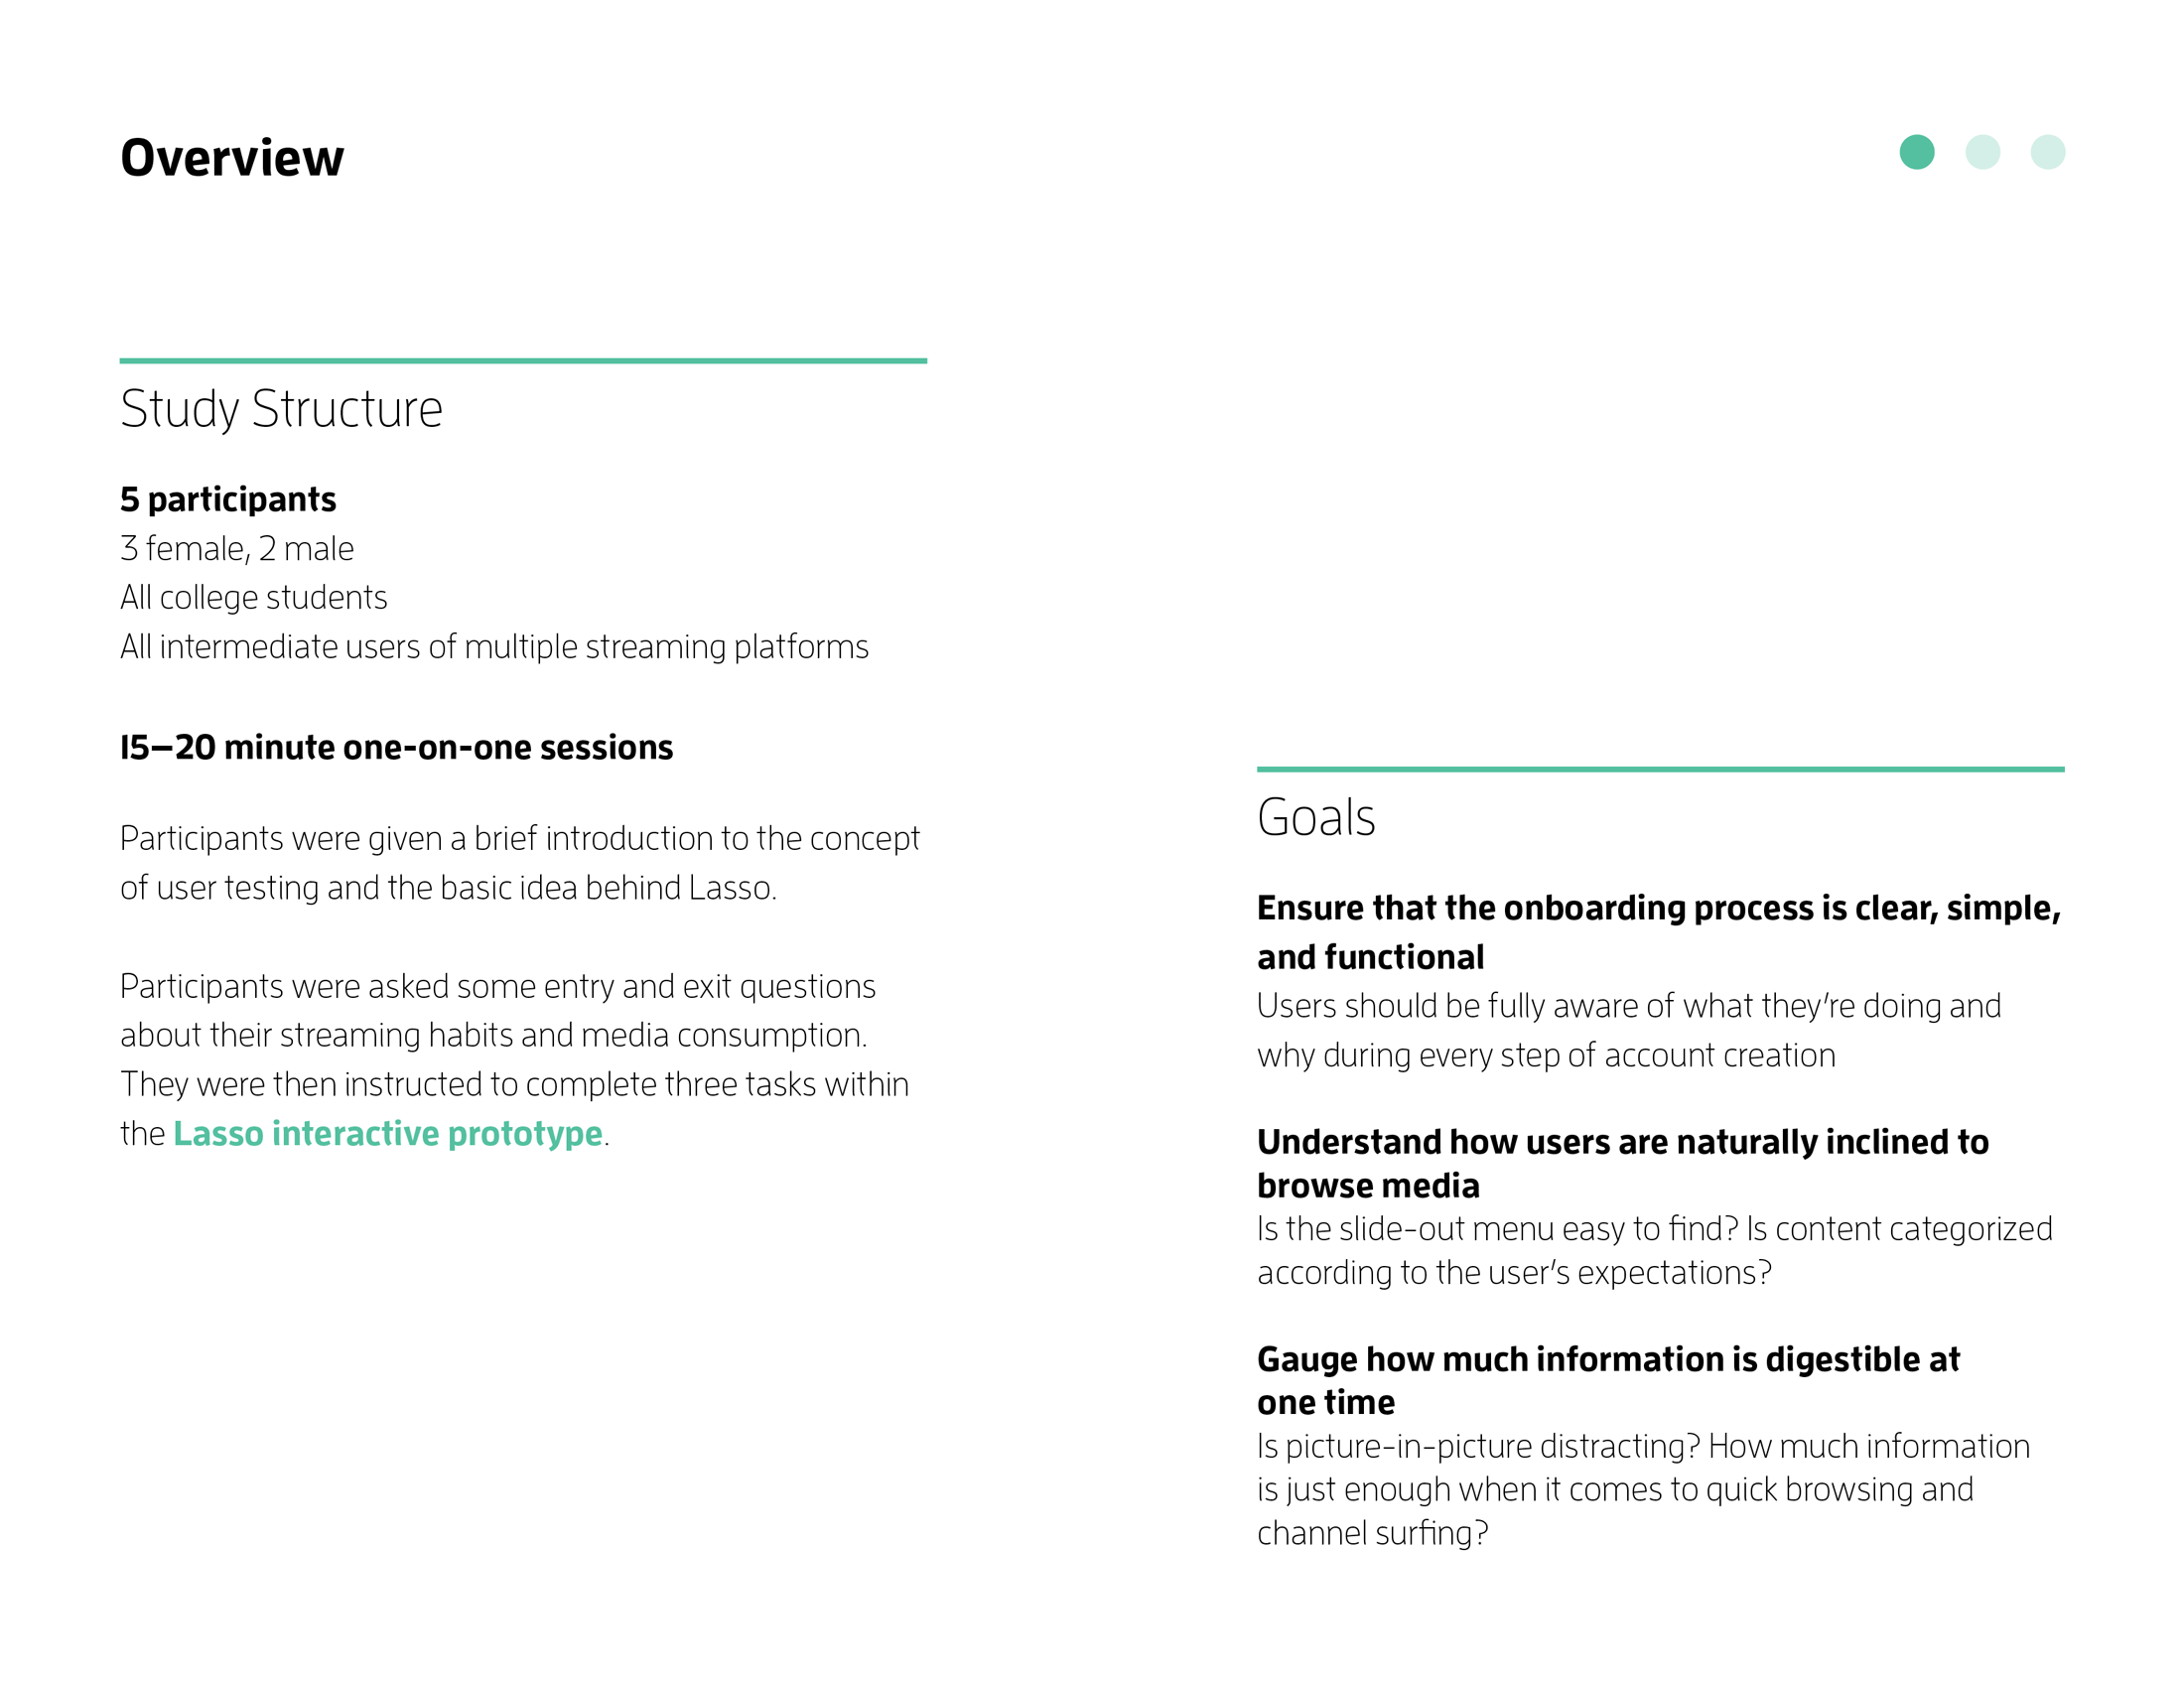 Overview
Study Structure
5 participants
3 female, 2 male
All college students
All intermediate users of multiple streaming platforms
15–20 minute one-on-one sessions
Participants were given a brief introduction to the concept
of user testing and the basic idea behind Lasso.
Participants were asked some entry and exit questions
about their streaming habits and media consumption.
They were then instructed to complete three tasks within
the Lasso interactive prototype.
Goals
Ensure that the onboarding process is clear, simple,
and functional
Users should be fully aware of what they’re doing and
why during every step of account creation
Understand how users are naturally inclined to
browse media
Is the slide-out menu easy to find? Is content categorized
according to the user’s expectations?
Gauge how much information is digestible at
one time
Is picture-in-picture distracting? How much information
is just enough when it comes to quick browsing and
channel surfing?